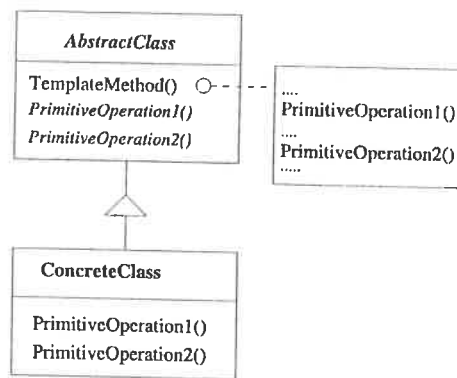 AbstractClass
TemplateMethod()
PrimitiveOperation1()
PrimitiveOperation2()
....
PrimitiveOperation1()
....
PrimitiveOperation2()
.....
ConcreteClass
PrimitiveOperation1()
PrimitiveOperation2()